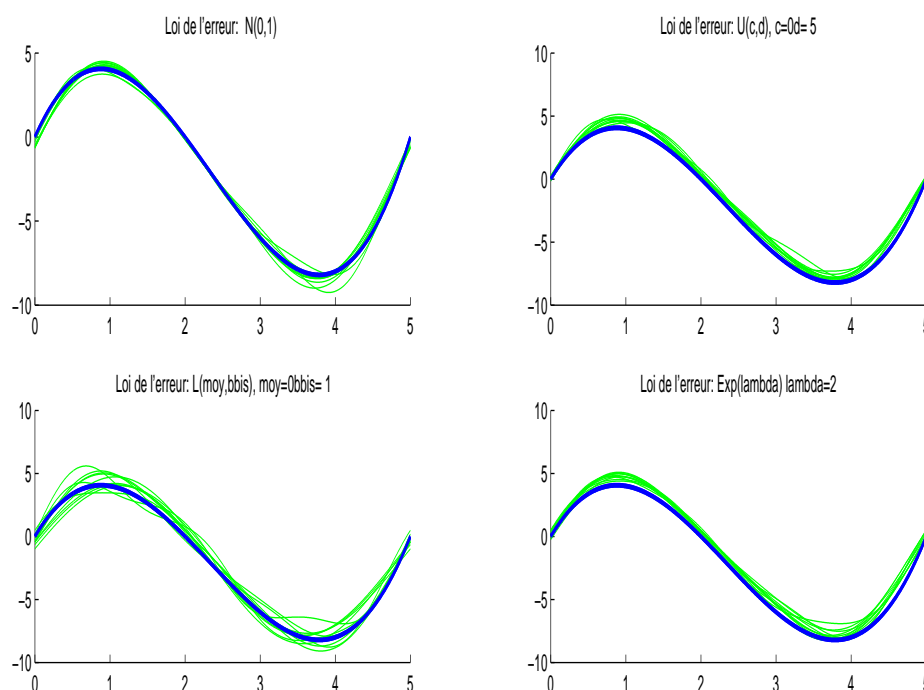 Loi de l'erreur: N(0,1)
5
0
−5
−10
0 1 2 3 4 5
Loi de l'erreur: U(c,d), c=0d= 5
10
5
0
−5
−10
0 1 2 3 4 5
Loi de l'erreur: L(moy,bbis), moy=0bbis= 1
10
5
0
−5
−10
0 1 2 3 4 5
Loi de l'erreur: Exp(lambda) lambda=2
10
5
0
−5
−10
0 1 2 3 4 5